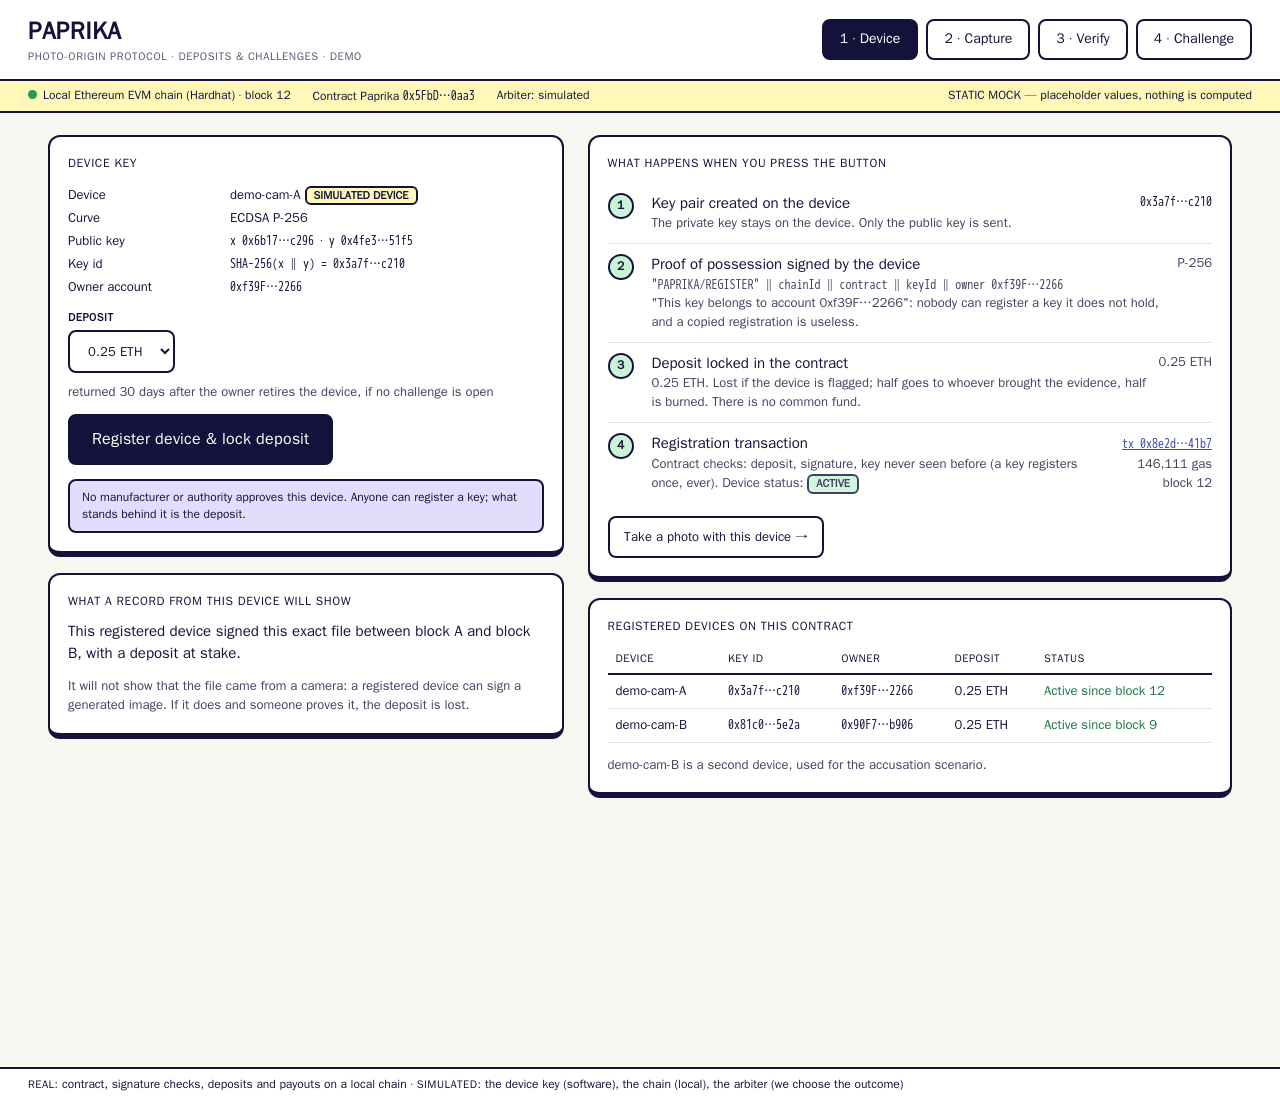 PAPRIKA
PHOTO-ORIGIN PROTOCOL · DEPOSITS & CHALLENGES · DEMO
1 · Device
2 · Capture
3 · Verify
4 · Challenge
Local Ethereum EVM chain (Hardhat) · block 12
Contract Paprika 0x5FbD···0aa3
Arbiter: simulated
STATIC MOCK — placeholder values, nothing is computed
DEVICE KEY
Device demo-cam-A SIMULATED DEVICE
Curve ECDSA P-256
Public key x 0x6b17···c296 · y 0x4fe3···51f5
Key id SHA-256(x ‖ y) = 0x3a7f···c210
Owner account 0xf39F···2266
DEPOSIT
0.25 ETH
returned 30 days after the owner retires the device, if no challenge is open
Register device & lock deposit
No manufacturer or authority approves this device. Anyone can register a key; what
stands behind it is the deposit.
WHAT A RECORD FROM THIS DEVICE WILL SHOW
This registered device signed this exact file between block A and block
B, with a deposit at stake.
It will not show that the file came from a camera: a registered device can sign a
generated image. If it does and someone proves it, the deposit is lost.
WHAT HAPPENS WHEN YOU PRESS THE BUTTON
1 Key pair created on the device 0x3a7f···c210
The private key stays on the device. Only the public key is sent.
2 Proof of possession signed by the device P-256
"PAPRIKA/REGISTER" ‖ chainId ‖ contract ‖ keyId ‖ owner 0xf39F···2266
"This key belongs to account 0xf39F···2266": nobody can register a key it does not hold,
and a copied registration is useless.
3 Deposit locked in the contract 0.25 ETH
0.25 ETH. Lost if the device is flagged; half goes to whoever brought the evidence, half
is burned. There is no common fund.
4 Registration transaction tx 0x8e2d···41b7
Contract checks: deposit, signature, key never seen before (a key registers 146,111 gas
once, ever). Device status: ACTIVE block 12
Take a photo with this device →
REGISTERED DEVICES ON THIS CONTRACT
DEVICE KEY ID OWNER DEPOSIT STATUS
demo-cam-A 0x3a7f···c210 0xf39F···2266 0.25 ETH Active since block 12
demo-cam-B 0x81c0···5e2a 0x90F7···b906 0.25 ETH Active since block 9
demo-cam-B is a second device, used for the accusation scenario.
REAL: contract, signature checks, deposits and payouts on a local chain · SIMULATED: the device key (software), the chain (local), the arbiter (we choose the outcome)